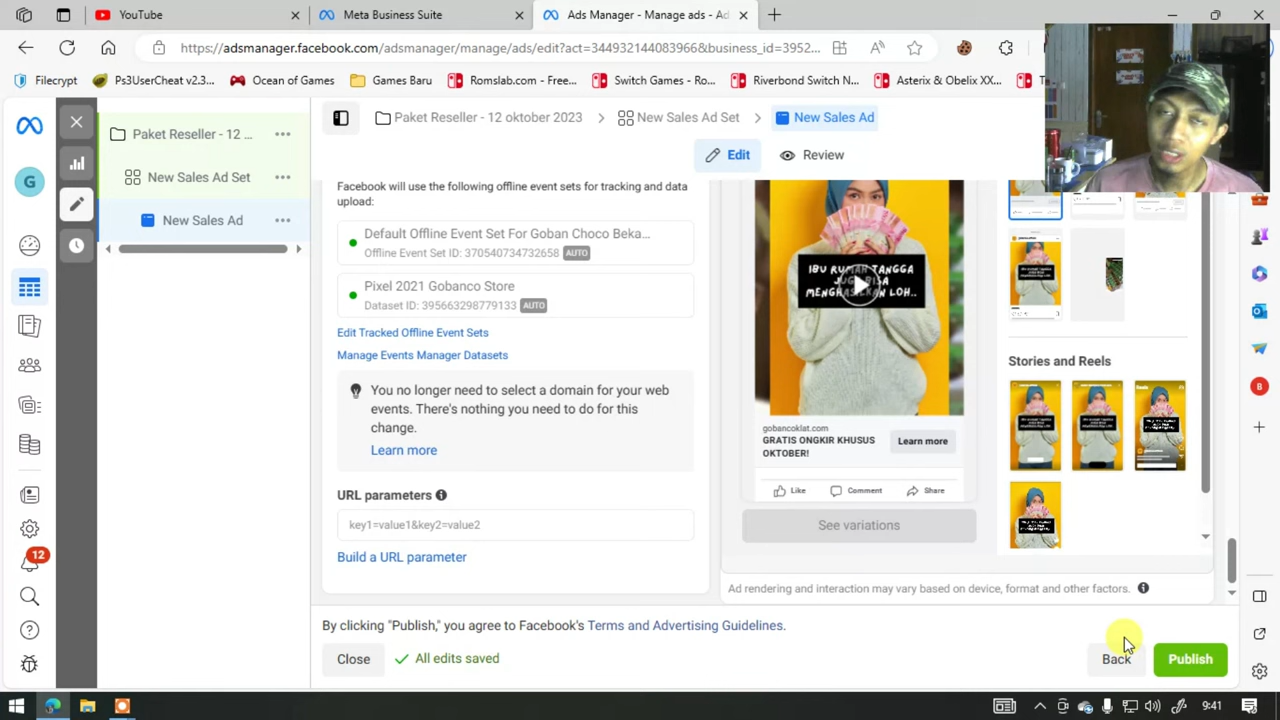 YouTube
Meta Business Suite
Ads Manager - Manage ads - Ad
https://adsmanager.facebook.com/adsmanager/manage/ads/edit?act=344932144083966&business_id=3952...
Filecrypt
Ps3UserCheat v2.3...
Ocean of Games
Games Baru
Romslab.com - Free...
Switch Games - Ro...
Riverbond Switch N...
Asterix & Obelix XX...
Paket Reseller - 12 ...
New Sales Ad Set
New Sales Ad
Paket Reseller - 12 oktober 2023
New Sales Ad Set
New Sales Ad
Edit
Review
G
12
Facebook will use the following offline event sets for tracking and data
upload:
Default Offline Event Set For Goban Choco Beka...
Offline Event Set ID: 370540734732658 AUTO
Pixel 2021 Gobanco Store
Dataset ID: 395663298779133 AUTO
Edit Tracked Offline Event Sets
Manage Events Manager Datasets
You no longer need to select a domain for your web
events. There's nothing you need to do for this
change.
Learn more
URL parameters
key1=value1&key2=value2
Build a URL parameter
IBU RUMAH TANGGA
JUGA BISA
MENGHASILKAN LOH..
gobancoklat.com
GRATIS ONGKIR KHUSUS
OKTOBER!
Learn more
Like
Comment
Share
See variations
Stories and Reels
Ad rendering and interaction may vary based on device, format and other factors.
By clicking "Publish," you agree to Facebook's Terms and Advertising Guidelines.
Close
All edits saved
Back
Publish
B
9:41